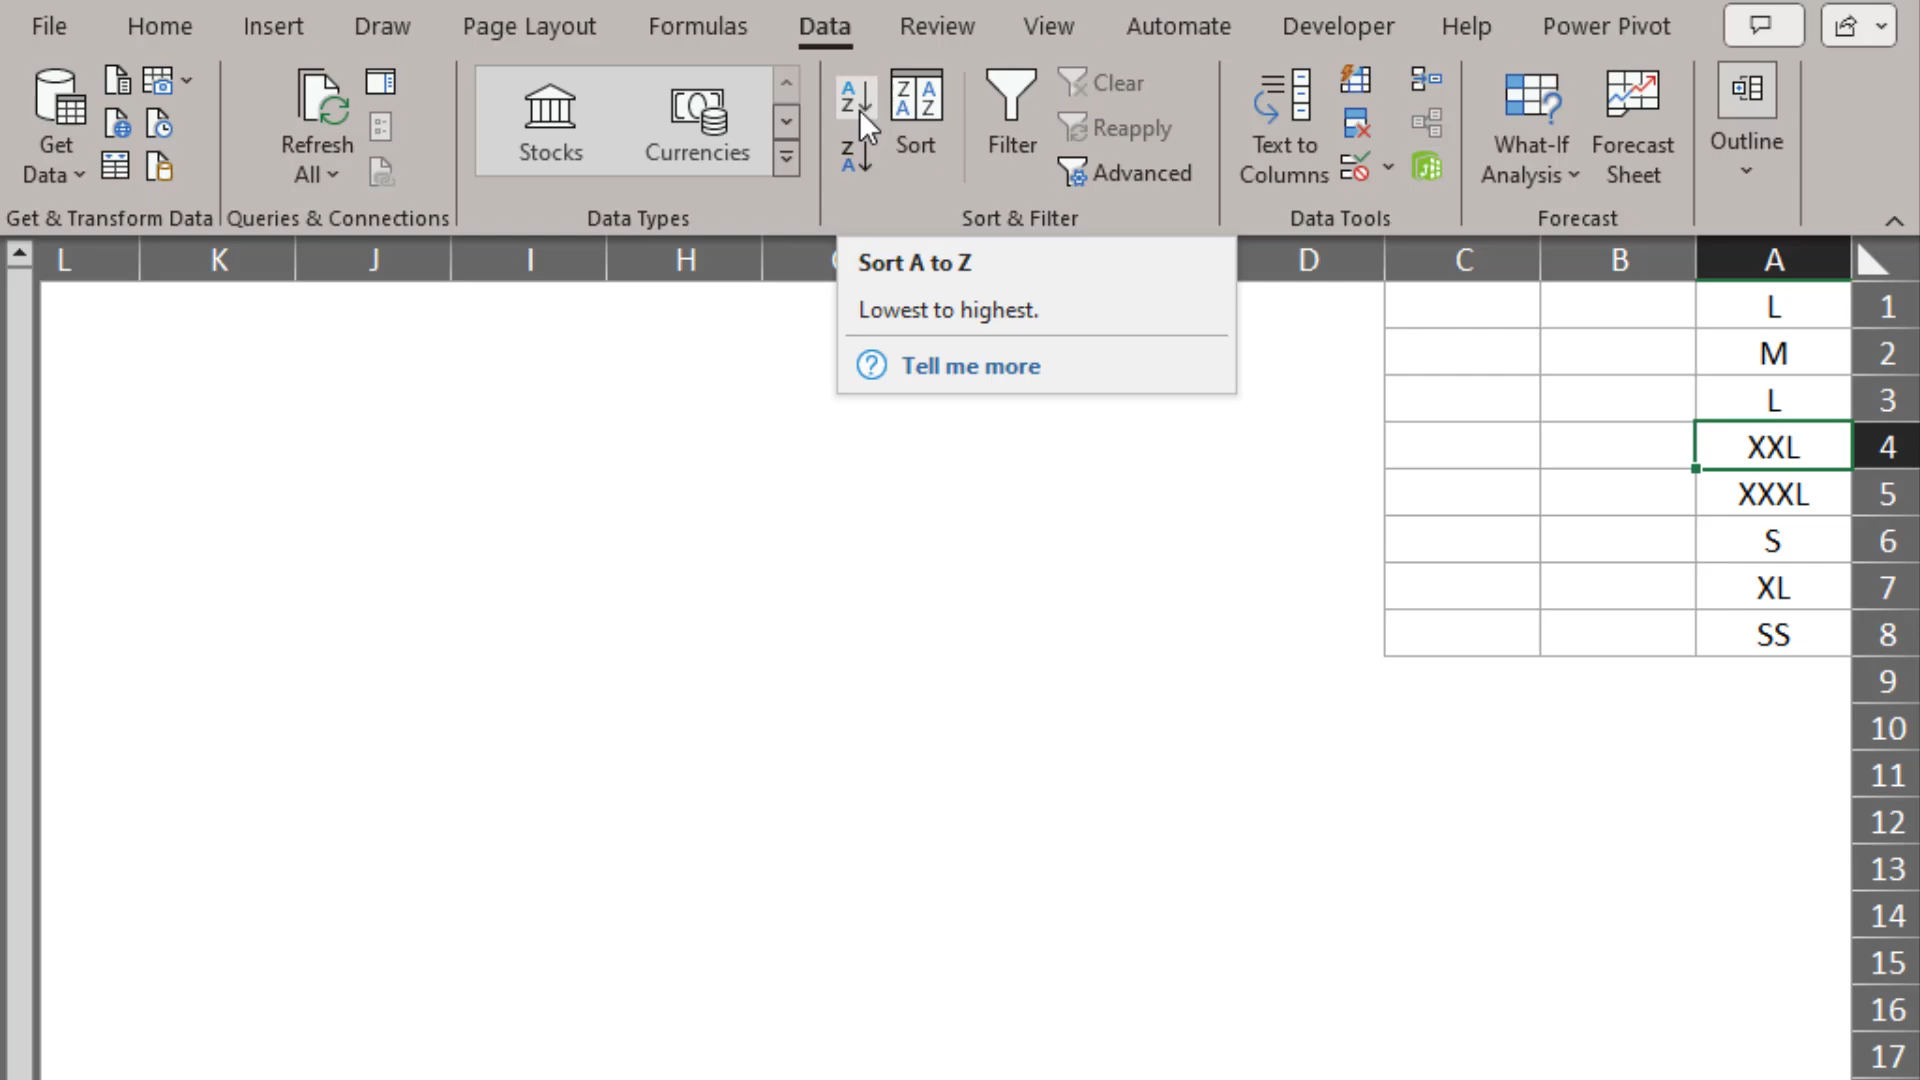 File Home Insert Draw Page Layout Formulas Data Review View Automate Developer Help Power Pivot
Get Data
Refresh All
Stocks
Currencies
Sort
Filter
Clear
Reapply
Advanced
Text to Columns
What-If Analysis
Forecast Sheet
Outline
Get & Transform Data
Queries & Connections
Data Types
Sort & Filter
Data Tools
Forecast
L K J I H D C B A
Sort A to Z
Lowest to highest.
Tell me more
L 1
M 2
L 3
XXL 4
XXXL 5
S 6
XL 7
SS 8
9
10
11
12
13
14
15
16
17